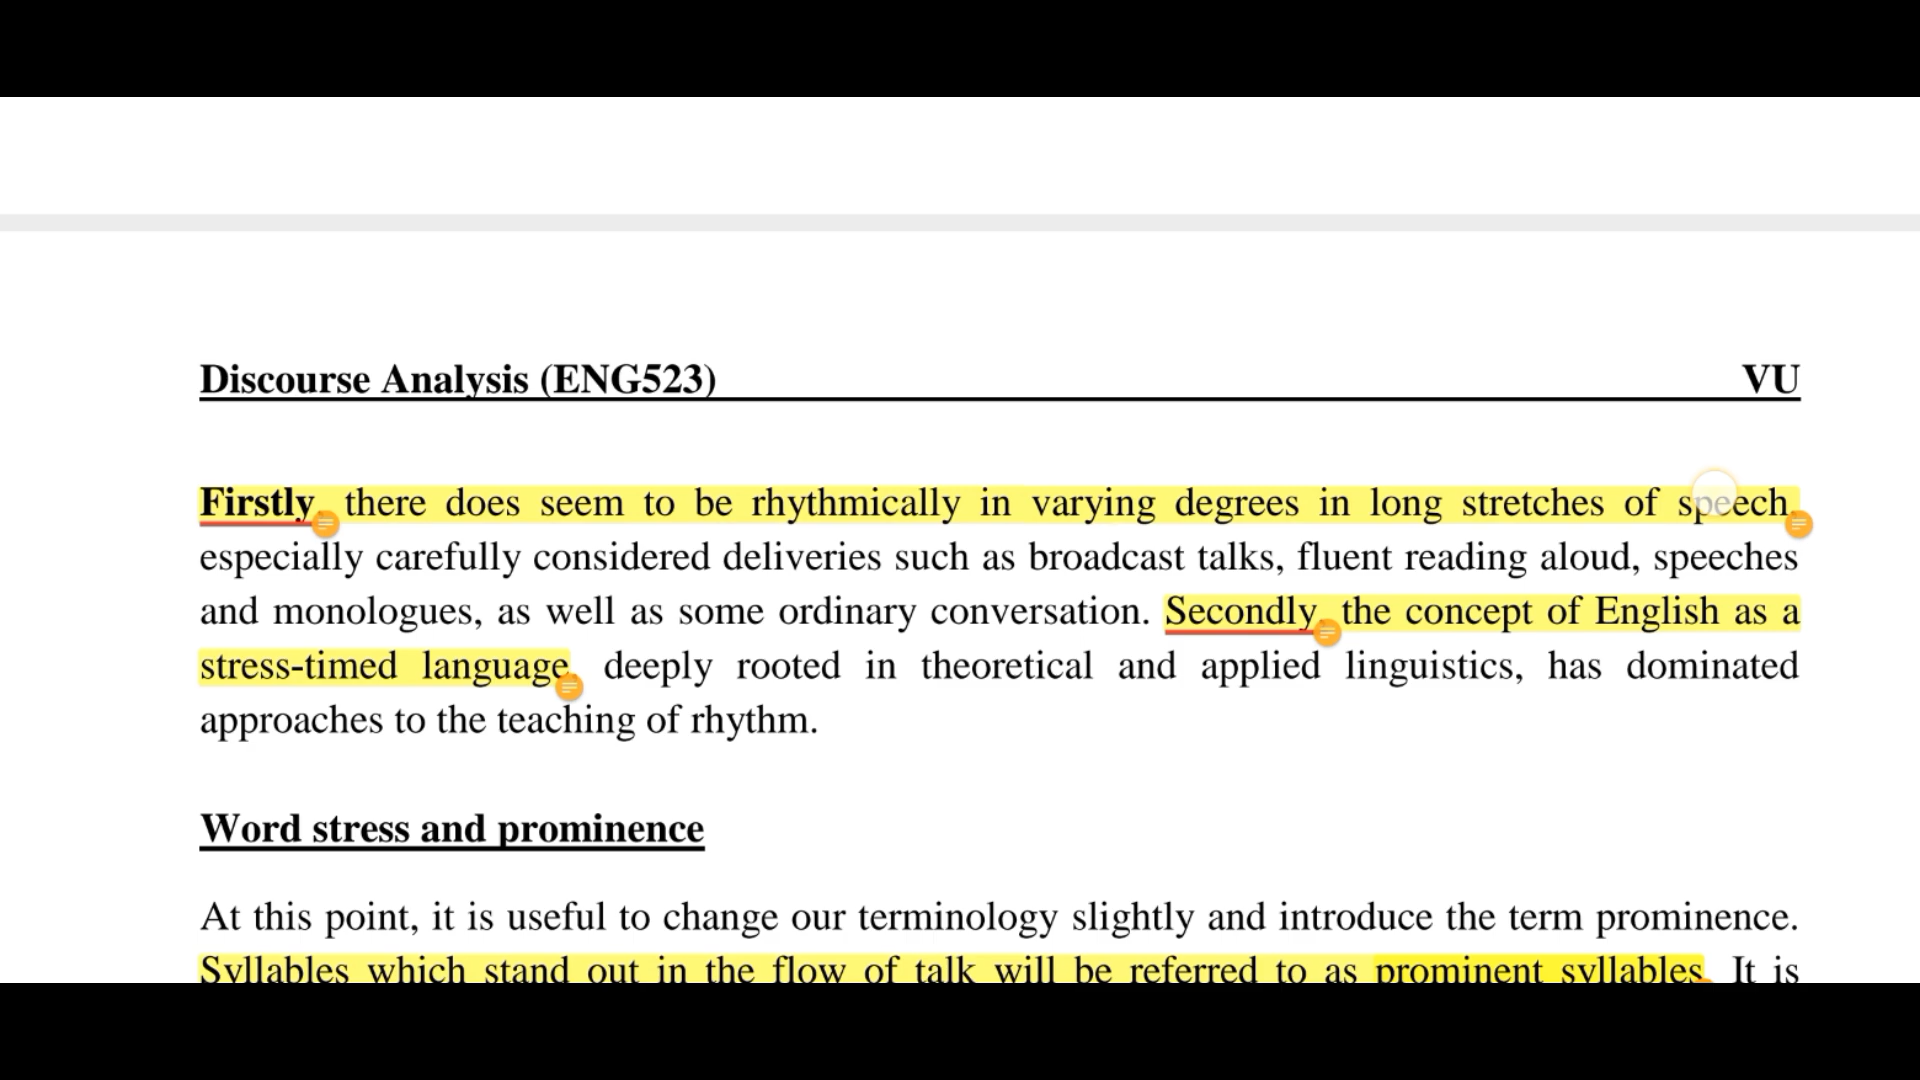 Discourse Analysis (ENG523) VU
Firstly, there does seem to be rhythmically in varying degrees in long stretches of speech,
especially carefully considered deliveries such as broadcast talks, fluent reading aloud, speeches
and monologues, as well as some ordinary conversation. Secondly, the concept of English as a
stress-timed language, deeply rooted in theoretical and applied linguistics, has dominated
approaches to the teaching of rhythm.
Word stress and prominence
At this point, it is useful to change our terminology slightly and introduce the term prominence.
Syllables which stand out in the flow of talk will be referred to as prominent syllables. It is